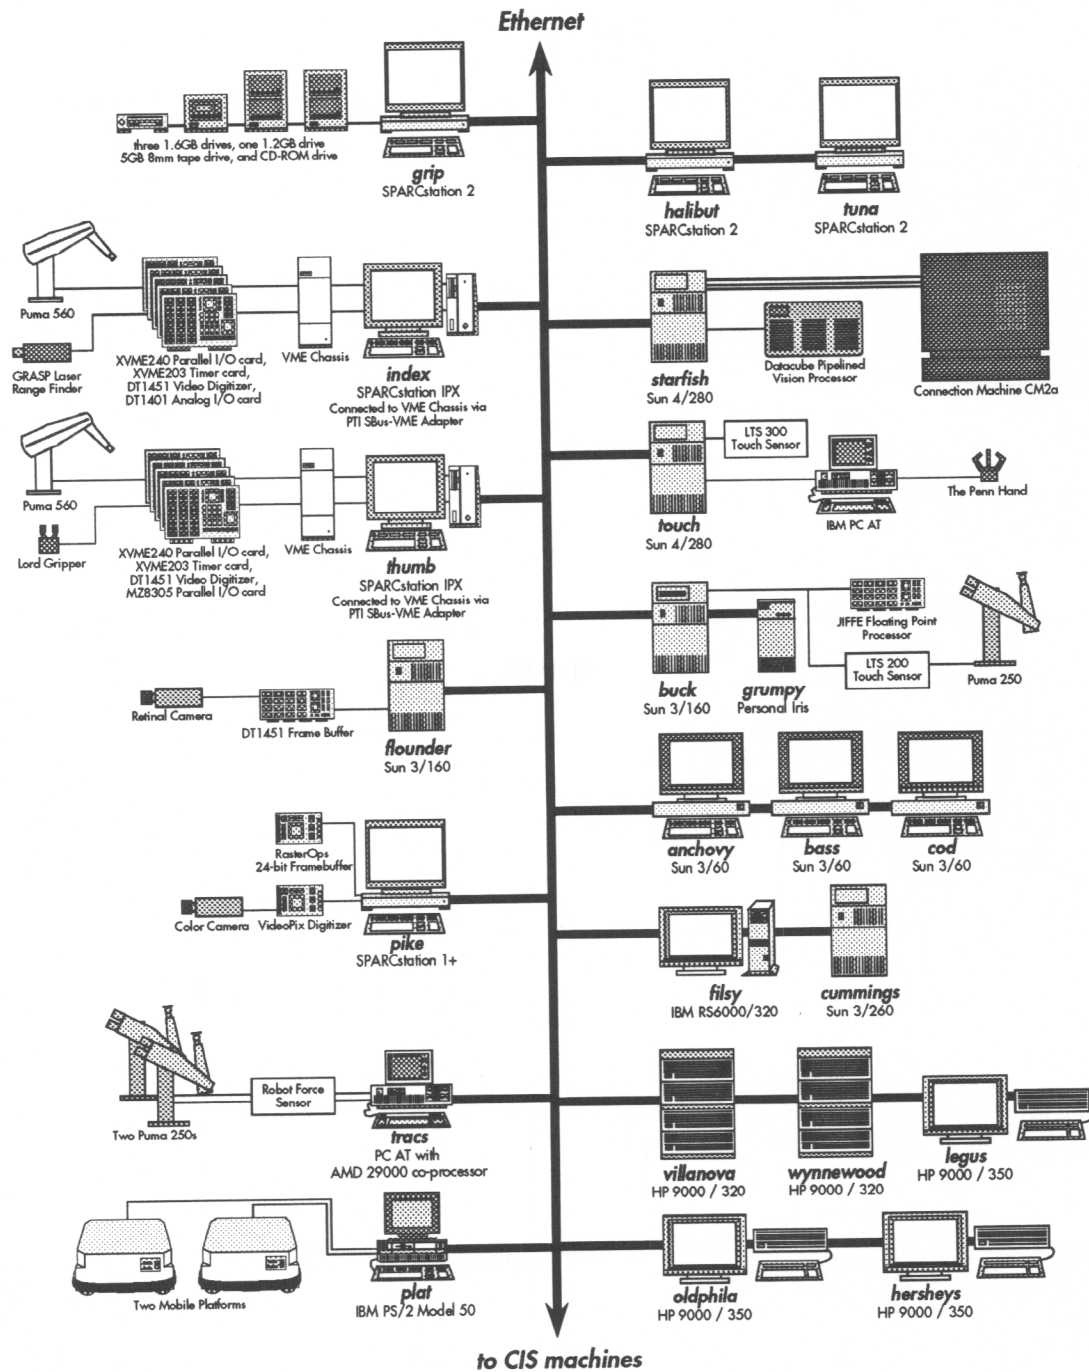 Ethernet
three 1.6GB drives, one 1.2GB drive
5GB 8mm tape drive, and CD-ROM drive
grip
SPARCstation 2
halibut
SPARCstation 2
tuna
SPARCstation 2
Puma 560
GRASP Laser
Range Finder
XVME240 Parallel I/O card,
XVME203 Timer card,
DT1451 Video Digitizer,
DT1401 Analog I/O card
VME Chassis
index
SPARCstation IPX
Connected to VME Chassis via
PTI SBus-VME Adapter
starfish
Sun 4/280
Datacube Pipelined
Vision Processor
Connection Machine CM2a
Puma 560
Lord Gripper
XVME240 Parallel I/O card,
XVME203 Timer card,
DT1451 Video Digitizer,
MZ8305 Parallel I/O card
VME Chassis
thumb
SPARCstation IPX
Connected to VME Chassis via
PTI SBus-VME Adapter
LTS 300
Touch Sensor
touch
Sun 4/280
IBM PC AT
The Penn Hand
buck
Sun 3/160
grumpy
Personal Iris
JIFFE Floating Point
Processor
LTS 200
Touch Sensor
Puma 250
Retinal Camera
DT1451 Frame Buffer
flounder
Sun 3/160
anchovy
Sun 3/60
bass
Sun 3/60
cod
Sun 3/60
RasterOps
24-bit Framebuffer
Color Camera
VideoPix Digitizer
pike
SPARCstation 1+
filsy
IBM RS6000/320
cummings
Sun 3/260
Two Puma 250s
Robot Force
Sensor
tracs
PC AT with
AMD 29000 co-processor
villanova
HP 9000 / 320
wynnewood
HP 9000 / 320
legus
HP 9000 / 350
Two Mobile Platforms
plat
IBM PS/2 Model 50
oldphila
HP 9000 / 350
hersheys
HP 9000 / 350
to CIS machines